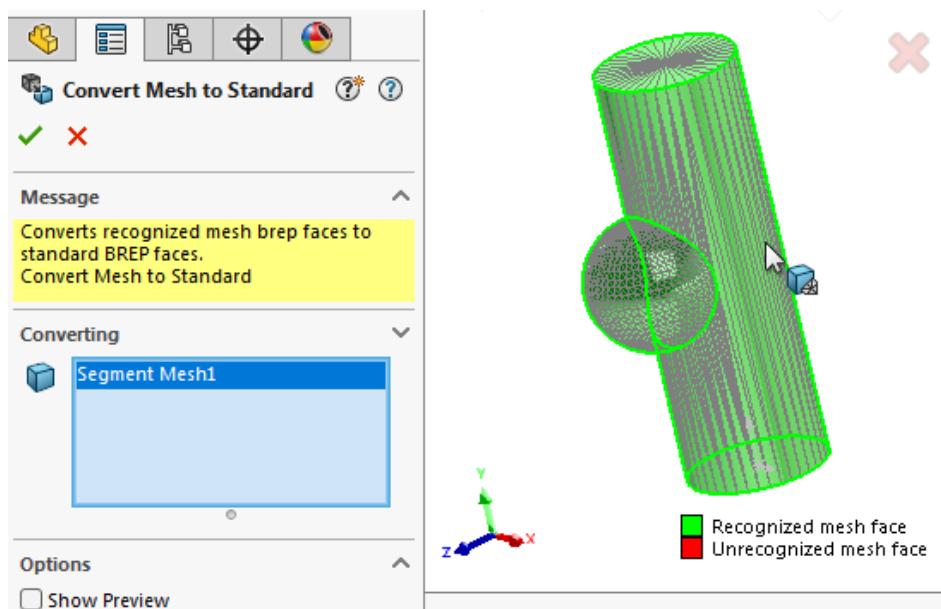 Convert Mesh to Standard
Message
Converts recognized mesh brep faces to
standard BREP faces.
Convert Mesh to Standard
Converting
Segment Mesh1
Options
Show Preview
Y
Z
X
Recognized mesh face
Unrecognized mesh face